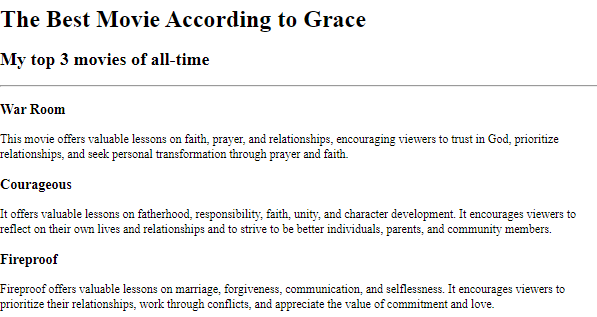 The Best Movie According to Grace
My top 3 movies of all-time
War Room
This movie offers valuable lessons on faith, prayer, and relationships, encouraging viewers to trust in God, prioritize
relationships, and seek personal transformation through prayer and faith.
Courageous
It offers valuable lessons on fatherhood, responsibility, faith, unity, and character development. It encourages viewers to
reflect on their own lives and relationships and to strive to be better individuals, parents, and community members.
Fireproof
Fireproof offers valuable lessons on marriage, forgiveness, communication, and selflessness. It encourages viewers to
prioritize their relationships, work through conflicts, and appreciate the value of commitment and love.